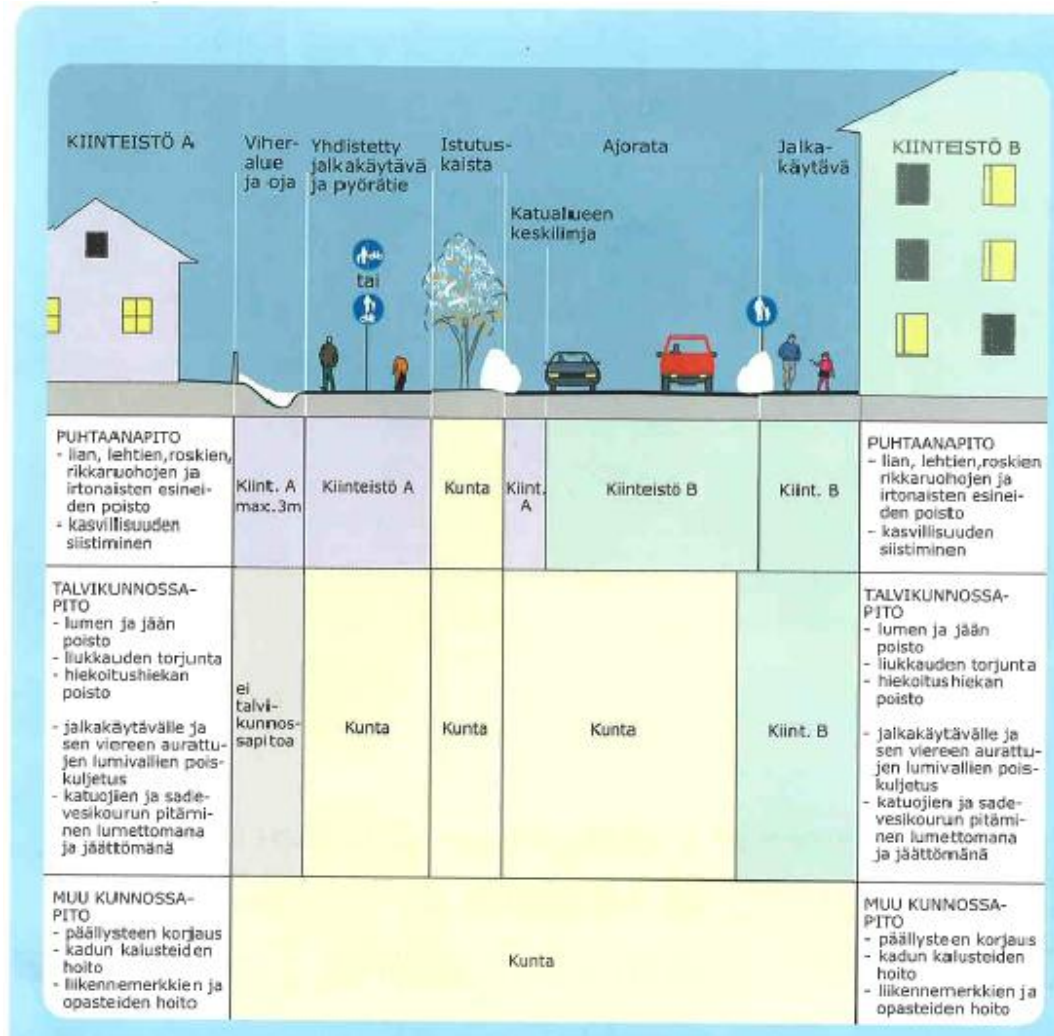 KIINTEISTÖ A
Viher-
alue
ja oja
Yhdistetty
jalkakäytävä
ja pyörätie
Istutus-
kaista
Ajorata
Jalka-
käytävä
KIINTEISTÖ B
Katualueen
keskilinja
tai
PUHTAANAPITO
- lian, lehtien,roskien,
rikkaruohojen ja
irtonaisten esinei-
den poisto
- kasvillisuuden
siistiminen
Kiint. A
max.3m
Kiinteistö A
Kunta
Kiint.
A
Kiinteistö B
Kiint. B
PUHTAANAPITO
- lian, lehtien,roskien
rikkaruohojen ja
irtonaisten esinei-
den poisto
- kasvillisuuden
siistiminen
TALVIKUNNOSSA-
PITO
- lumen ja jään
poisto
- liukkauden torjunta
- hiekoitushiekan
poisto
- jalkakäytävälle ja
sen viereen aurattu-
jen lumivallien pois-
kuljetus
- katuojien ja sade-
vesikourun pitämi-
nen lumettomana
ja jäättömänä
ei
talvi-
kunnos-
sapitoa
Kunta
Kunta
Kunta
Kiint. B
TALVIKUNNOSSA-
PITO
- lumen ja jään
poisto
- liukkauden torjunta
- hiekoitushiekan
poisto
- jalkakäytävälle ja
sen viereen aurattu-
jen lumivallien pois-
kuljetus
- katuojien ja sade-
vesikourun pitämi-
nen lumettomana
ja jäättömänä
MUU KUNNOSSA-
PITO
- päällysteen korjaus
- kadun kalusteiden
hoito
- liikennemerkkien ja
opasteiden hoito
Kunta
MUU KUNNOSSA-
PITO
- päällysteen korjaus
- kadun kalusteiden
hoito
- liikennemerkkien ja
opasteiden hoito